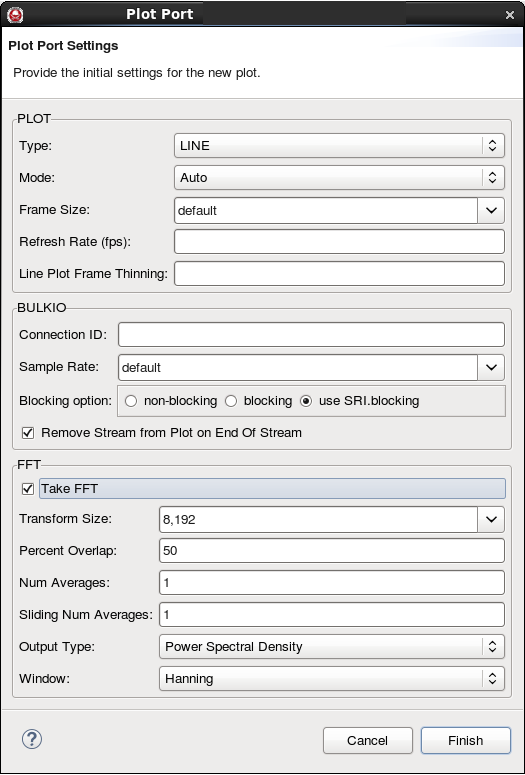 Plot Port
Plot Port Settings
Provide the initial settings for the new plot.
PLOT
Type: LINE
Mode: Auto
Frame Size: default
Refresh Rate (fps):
Line Plot Frame Thinning:
BULKIO
Connection ID:
Sample Rate: default
Blocking option: non-blocking blocking use SRI.blocking
Remove Stream from Plot on End Of Stream
FFT
Take FFT
Transform Size: 8,192
Percent Overlap: 50
Num Averages: 1
Sliding Num Averages: 1
Output Type: Power Spectral Density
Window: Hanning
? Cancel Finish